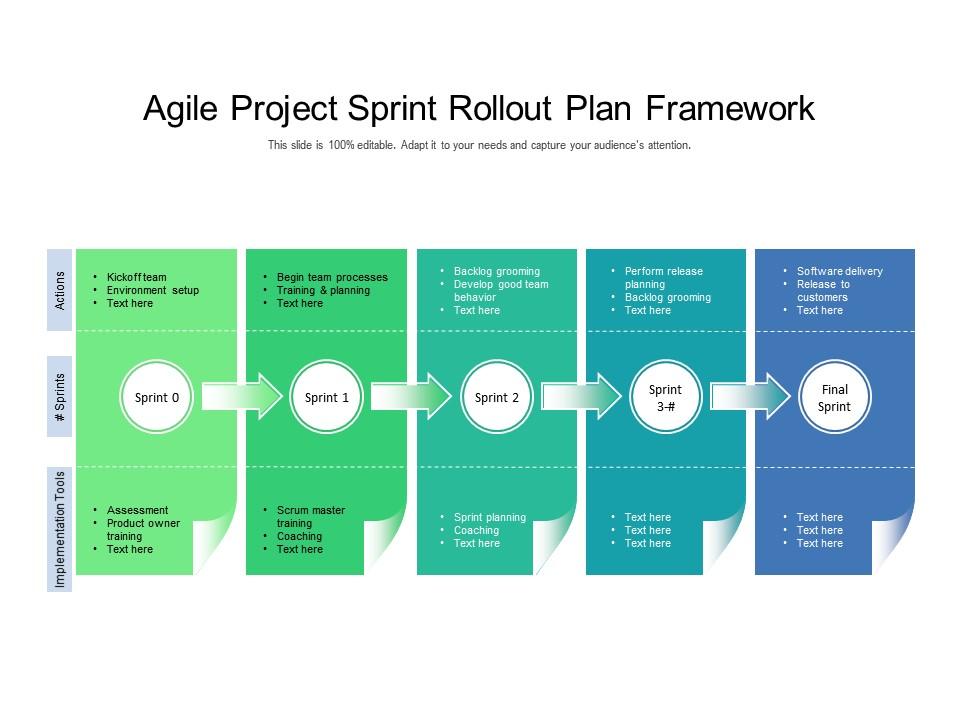 Agile Project Sprint Rollout Plan Framework
This slide is 100% editable. Adapt it to your needs and capture your audience's attention.
Actions
• Kickoff team
• Environment setup
• Text here
• Begin team processes
• Training & planning
• Text here
• Backlog grooming
• Develop good team
behavior
• Text here
• Perform release
planning
• Backlog grooming
• Text here
• Software delivery
• Release to
customers
• Text here
# Sprints
Sprint 0
Sprint 1
Sprint 2
Sprint
3-#
Final
Sprint
Implementation Tools
• Assessment
• Product owner
training
• Text here
• Scrum master
training
• Coaching
• Text here
• Sprint planning
• Coaching
• Text here
• Text here
• Text here
• Text here
• Text here
• Text here
• Text here